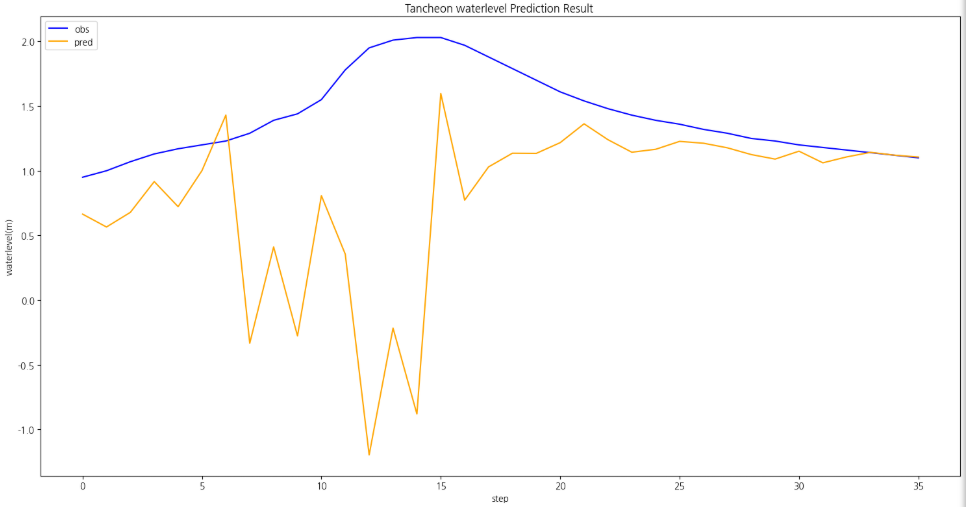 Tancheon waterlevel Prediction Result
obs
pred
2.0
1.5
1.0
0.5
0.0
-0.5
-1.0
waterlevel(m)
0 5 10 15 20 25 30 35
step